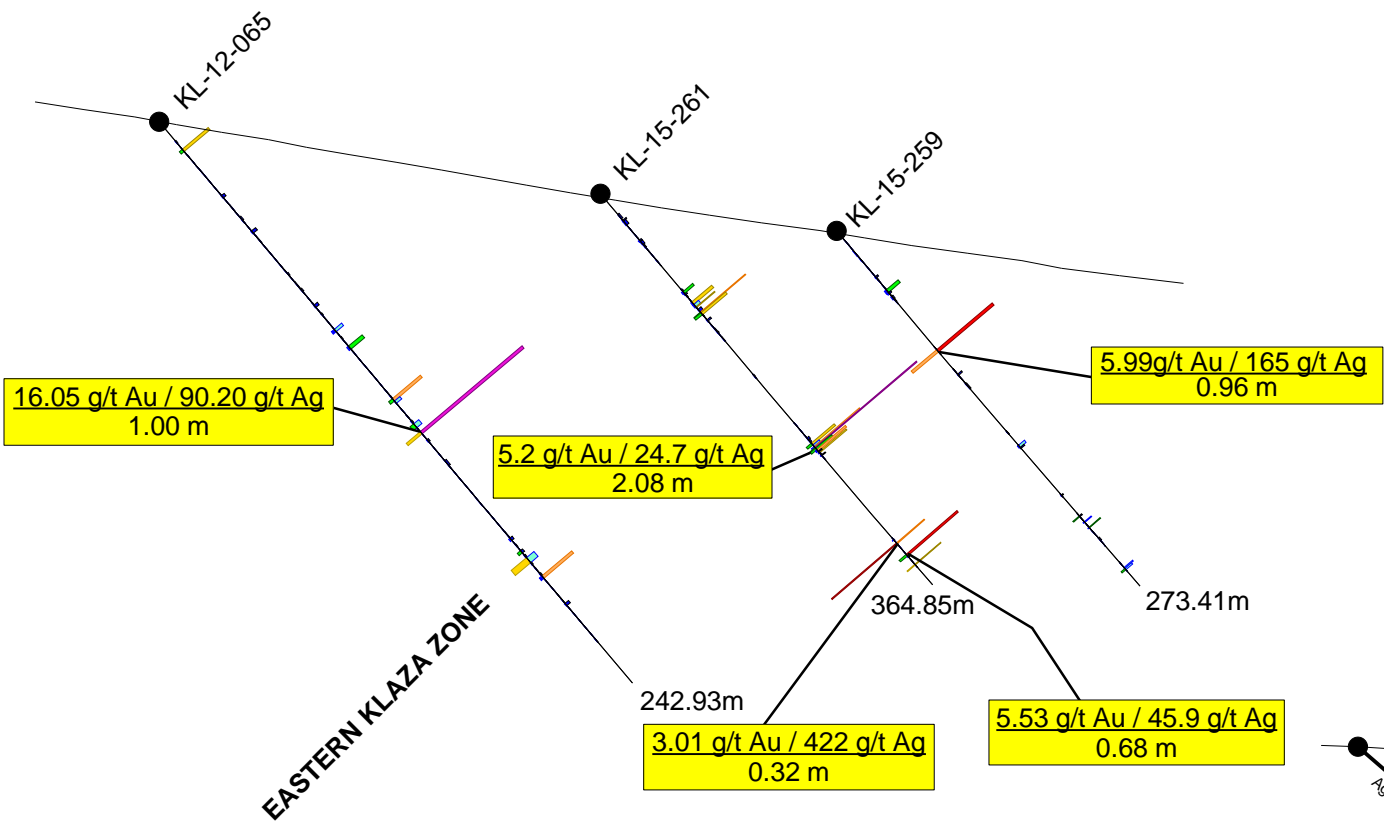 KL-12-065
KL-15-261
KL-15-259
5.99g/t Au / 165 g/t Ag
0.96 m
16.05 g/t Au / 90.20 g/t Ag
1.00 m
5.2 g/t Au / 24.7 g/t Ag
2.08 m
364.85m
273.41m
EASTERN KLAZA ZONE
242.93m
3.01 g/t Au / 422 g/t Ag
0.32 m
5.53 g/t Au / 45.9 g/t Ag
0.68 m
Ag